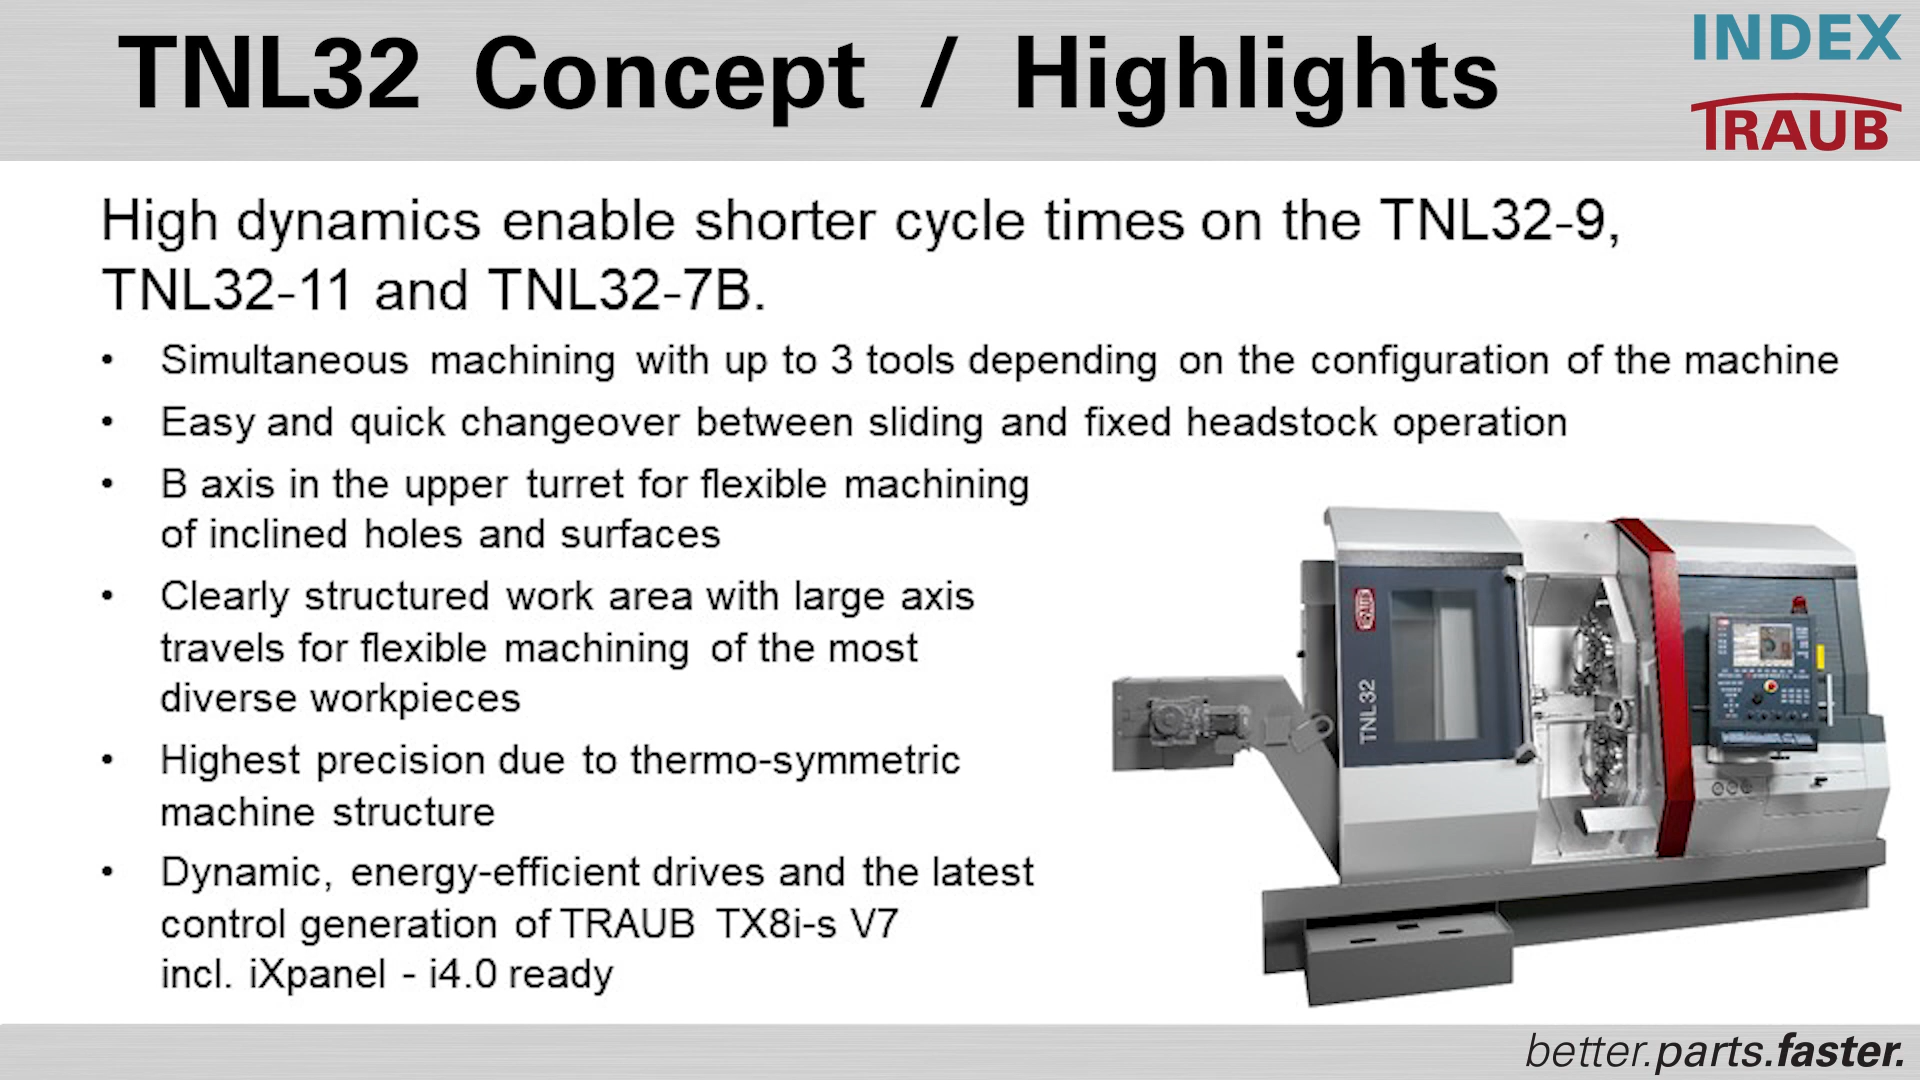 TNL32 Concept / Highlights
INDEX
TRAUB
High dynamics enable shorter cycle times on the TNL32-9,
TNL32-11 and TNL32-7B.
• Simultaneous machining with up to 3 tools depending on the configuration of the machine
• Easy and quick changeover between sliding and fixed headstock operation
• B axis in the upper turret for flexible machining
of inclined holes and surfaces
• Clearly structured work area with large axis
travels for flexible machining of the most
diverse workpieces
• Highest precision due to thermo-symmetric
machine structure
• Dynamic, energy-efficient drives and the latest
control generation of TRAUB TX8i-s V7
incl. iXpanel - i4.0 ready
TRAUB
TNL32
better.parts.faster.